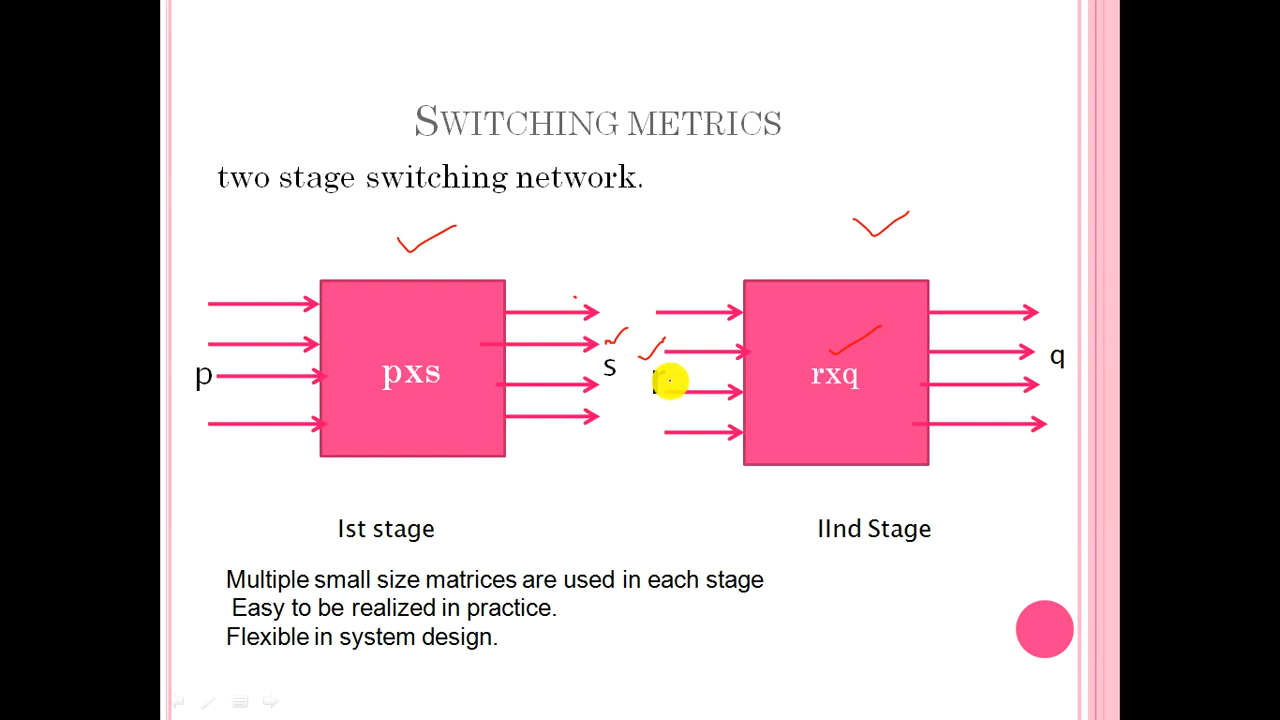 SWITCHING METRICS
two stage switching network.
p
pxs
s
rxq
q
Ist stage
IInd Stage
Multiple small size matrices are used in each stage
Easy to be realized in practice.
Flexible in system design.